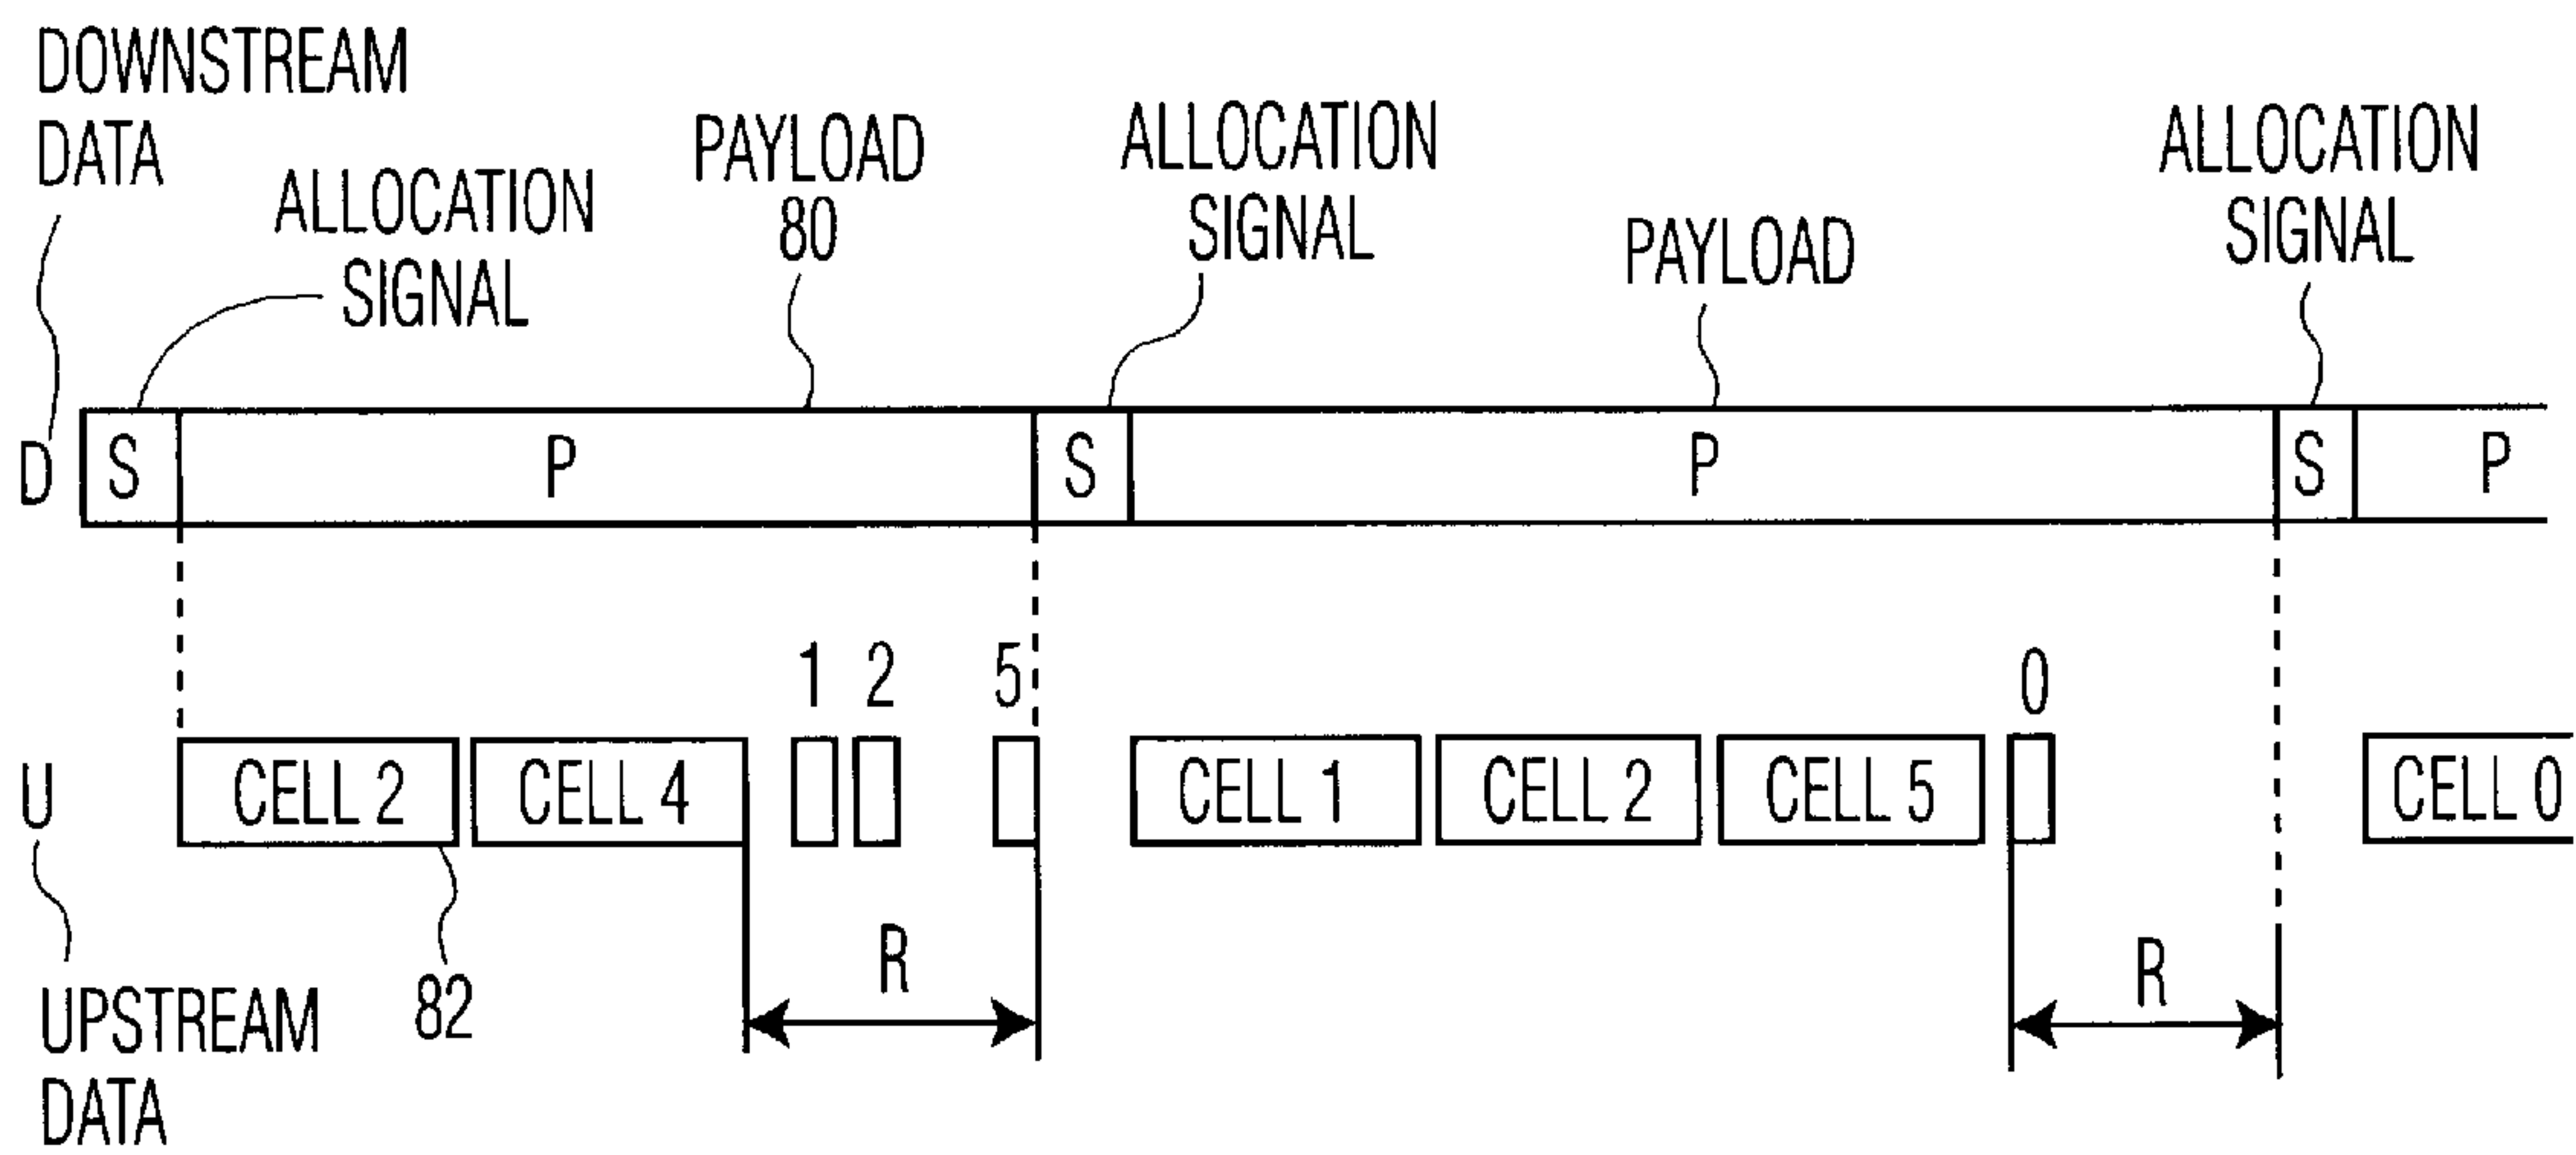 DOWNSTREAM
DATA
ALLOCATION
SIGNAL
PAYLOAD
80
ALLOCATION
SIGNAL
PAYLOAD
ALLOCATION
SIGNAL
D S P S P S P
1 2 5 0
U CELL 2 CELL 4 CELL 1 CELL 2 CELL 5 CELL 0
R R
82
UPSTREAM
DATA